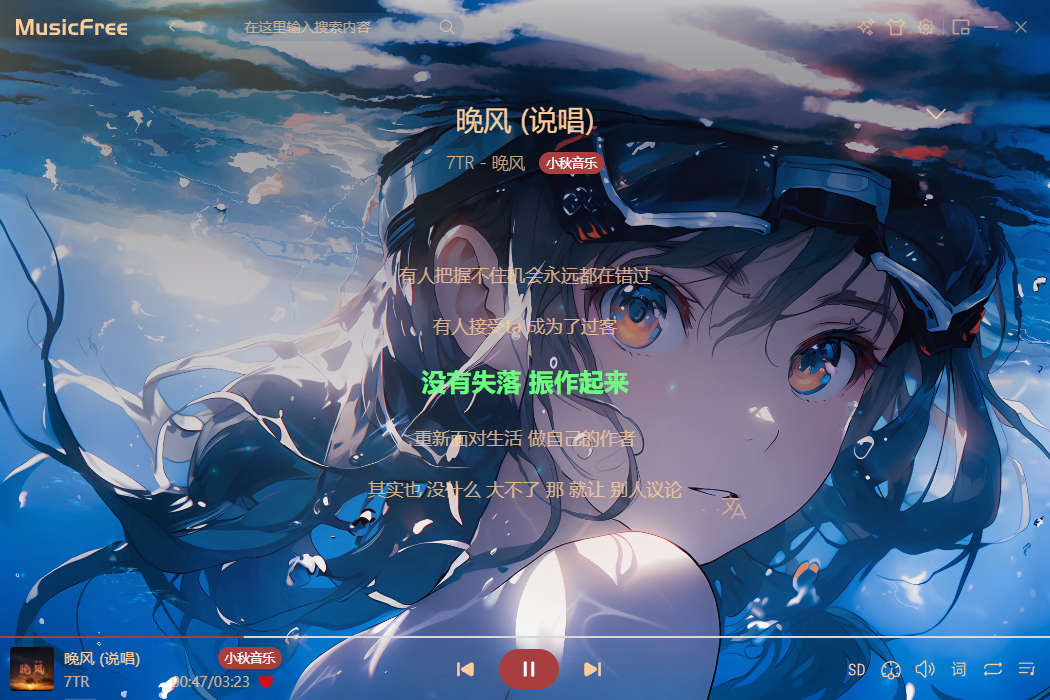 MusicFree
在这里输入搜索内容
晚风 (说唱)
7TR - 晚风 小秋音乐
有人把握不住机会永远都在错过
有人接受ta 成为了过客
没有失落 振作起来
重新面对生活 做自己的作者
其实也 没什么 大不了 那 就让 别人议论
晚风
晚风 (说唱) 小秋音乐
7TR 00:47/03:23
SD 词